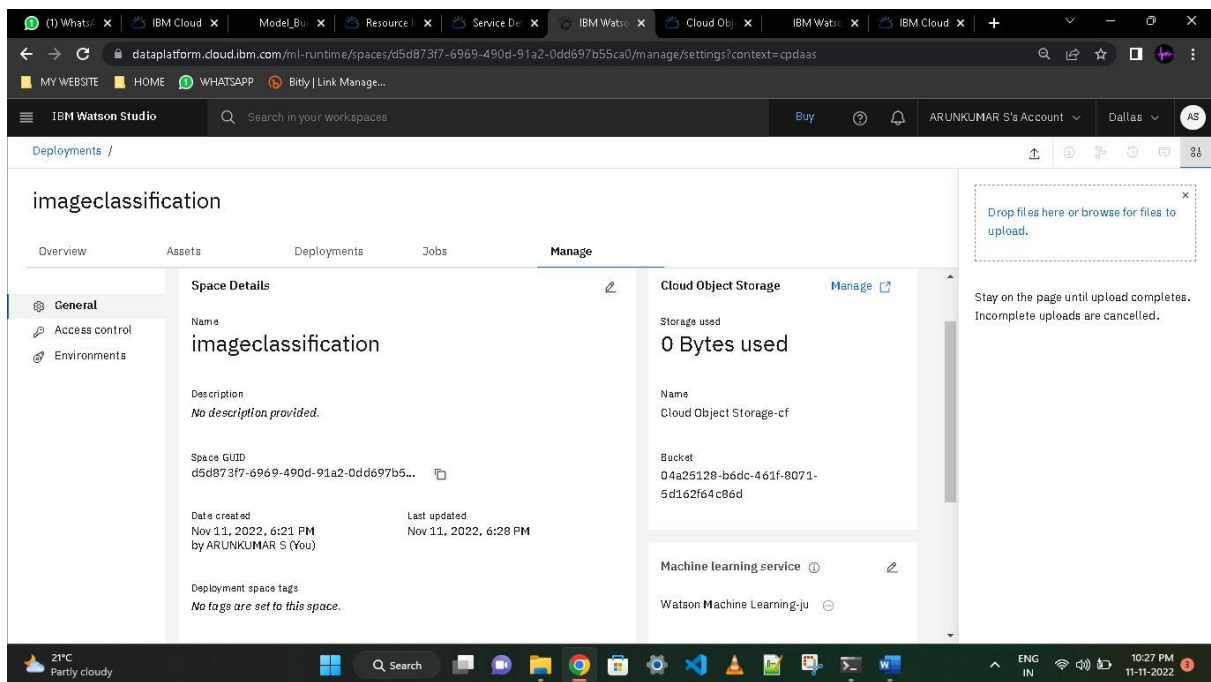 (1) WhatsA
IBM Cloud
Model_Bui
Resource li
Service Det
IBM Watso
Cloud Obj
IBM Watso
IBM Cloud
dataplatform.cloud.ibm.com/ml-runtime/spaces/d5d873f7-6969-490d-91a2-0dd697b55ca0/manage/settings?context=cpdaas
MY WEBSITE HOME WHATSAPP Bitly | Link Manage...
IBM Watson Studio Search in your workspaces Buy ARUNKUMAR S's Account Dallas AS
Deployments /
imageclassification
Overview Assets Deployments Jobs Manage
General
Access control
Environments
Space Details
Name
imageclassification
Description
No description provided.
Space GUID
d5d873f7-6969-490d-91a2-0dd697b5...
Date created
Nov 11, 2022, 6:21 PM
by ARUNKUMAR S (You)
Last updated
Nov 11, 2022, 6:28 PM
Deployment space tags
No tags are set to this space.
Cloud Object Storage Manage
Storage used
0 Bytes used
Name
Cloud Object Storage-cf
Bucket
04a25128-b6dc-461f-8071-
5d162f64c86d
Machine learning service
Watson Machine Learning-ju
Drop files here or browse for files to
upload.
Stay on the page until upload completes.
Incomplete uploads are cancelled.
21°C
Partly cloudy
Search
ENG
IN
10:27 PM
11-11-2022
3